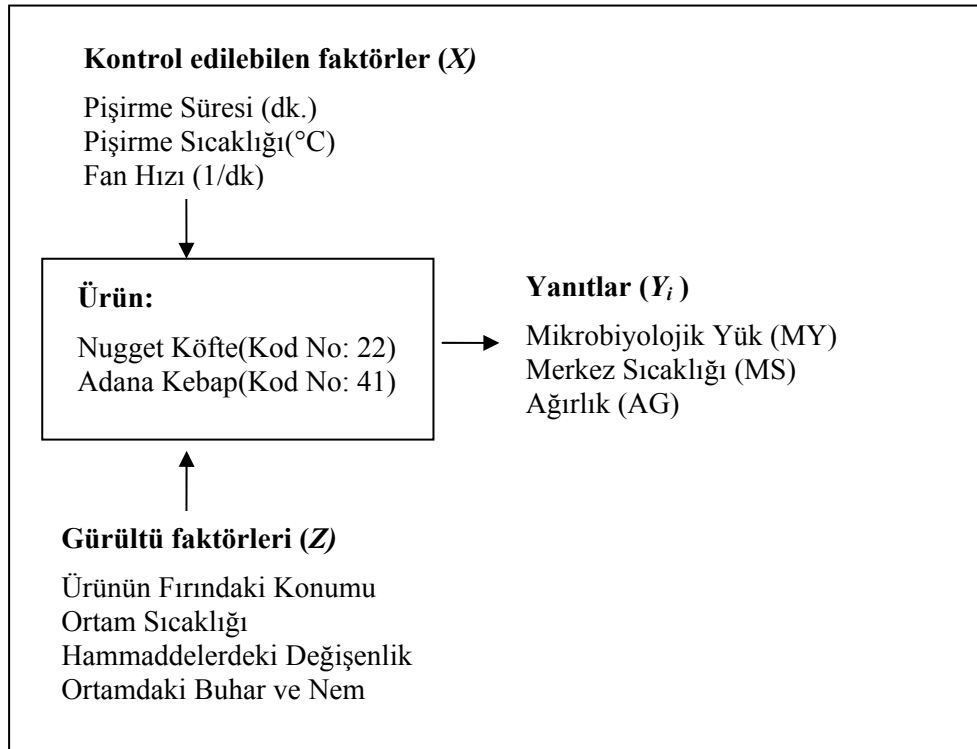 Kontrol edilebilen faktörler (X)
Pişirme Süresi (dk.)
Pişirme Sıcaklığı(°C)
Fan Hızı (1/dk)
Ürün:
Nugget Köfte(Kod No: 22)
Adana Kebap(Kod No: 41)
Yanıtlar (Yi )
Mikrobiyolojik Yük (MY)
Merkez Sıcaklığı (MS)
Ağırlık (AG)
Gürültü faktörleri (Z)
Ürünün Fırındaki Konumu
Ortam Sıcaklığı
Hammaddelerdeki Değişenlik
Ortamdaki Buhar ve Nem